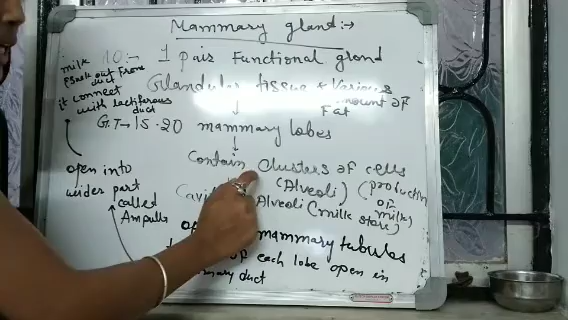 Mammary gland:→
10:- 1 pair Functional gland
Glandular tissue & Various
amount of
Fat
G.T → 15-20 mammary lobes
Contain clusters of cells
(Alveoli) (production
of
milk)
Alveoli (milk store)
mammary tubules
of each lobe open in
duct
milk
out from
duct
it connect
with lactiferous
duct
open into
wider part
called
Ampulla